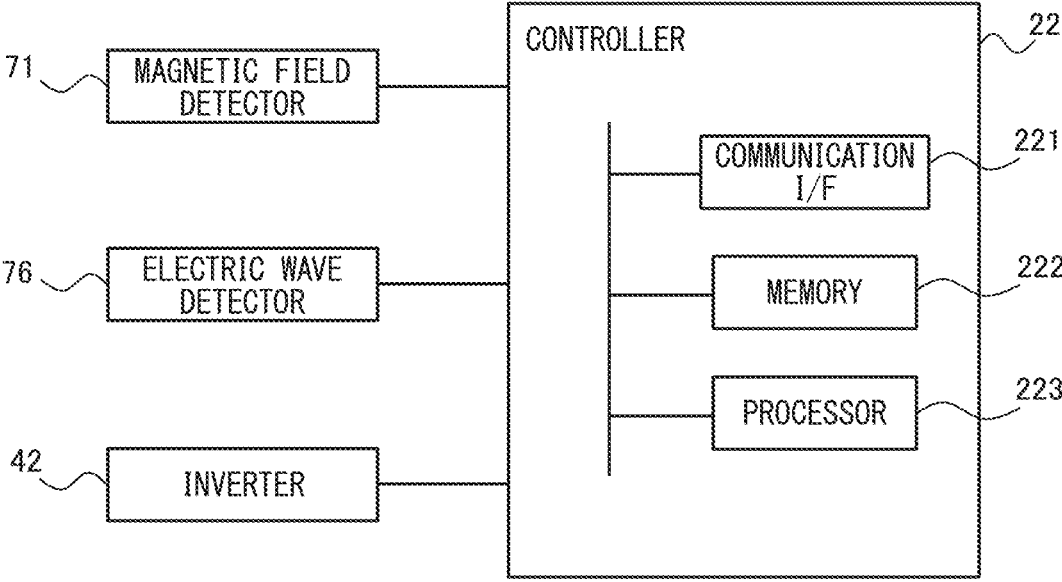 CONTROLLER
22
71
MAGNETIC FIELD
DETECTOR
COMMUNICATION
I/F
221
76
ELECTRIC WAVE
DETECTOR
MEMORY
222
PROCESSOR
223
42
INVERTER